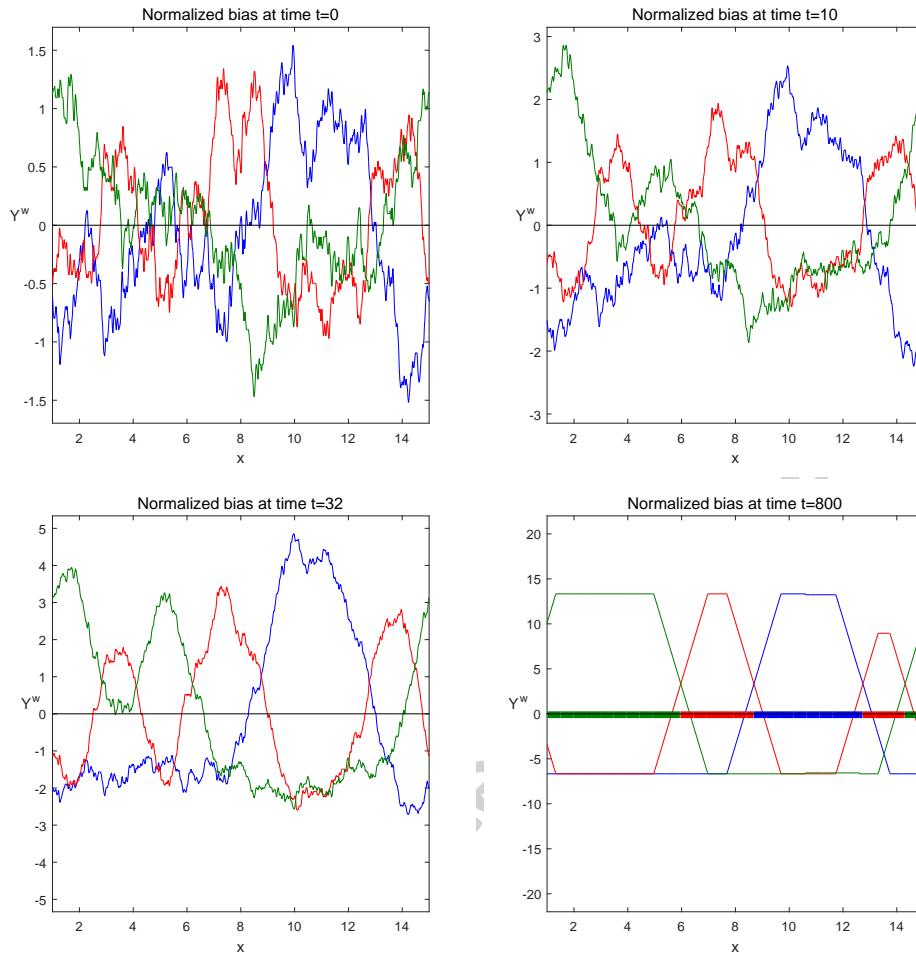 Normalized bias at time t=0
1.5
1
0.5
Y^w 0
-0.5
-1
-1.5
2 4 6 8 10 12 14
x
Normalized bias at time t=10
3
2
1
Y^w 0
-1
-2
-3
2 4 6 8 10 12 14
x
Normalized bias at time t=32
5
4
3
2
1
Y^w 0
-1
-2
-3
-4
-5
2 4 6 8 10 12 14
x
Normalized bias at time t=800
20
15
10
5
Y^w 0
-5
-10
-15
-20
2 4 6 8 10 12 14
x